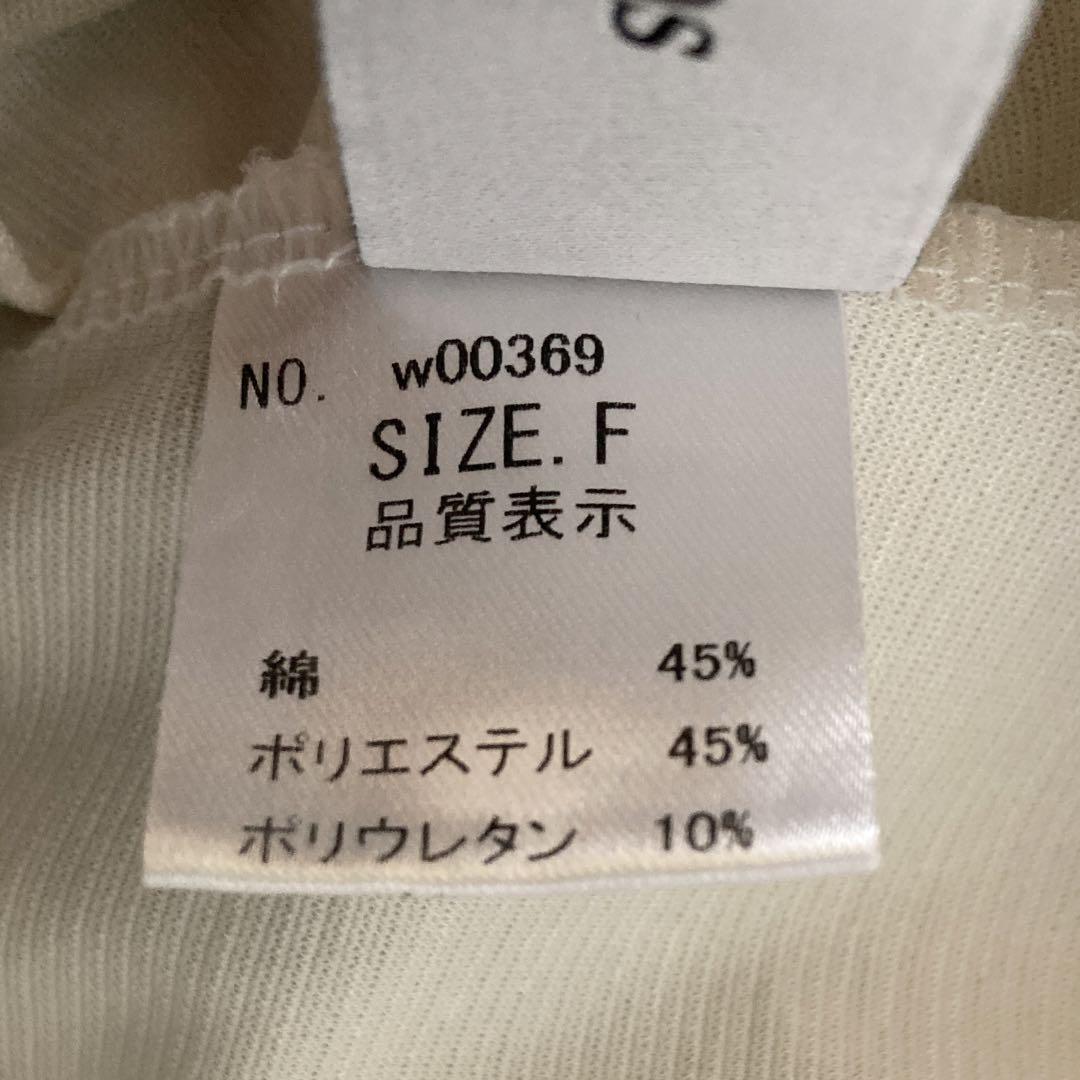 NO. w00369
SIZE.F
品質表示
綿 45%
ポリエステル 45%
ポリウレタン 10%